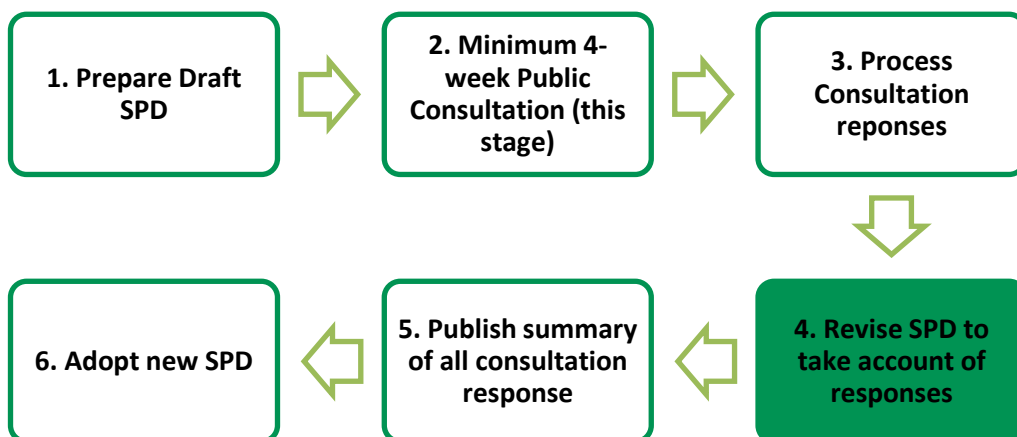 1. Prepare Draft
SPD
2. Minimum 4-
week Public
Consultation (this
stage)
3. Process
Consultation
reponses
4. Revise SPD to
take account of
responses
5. Publish summary
of all consultation
response
6. Adopt new SPD